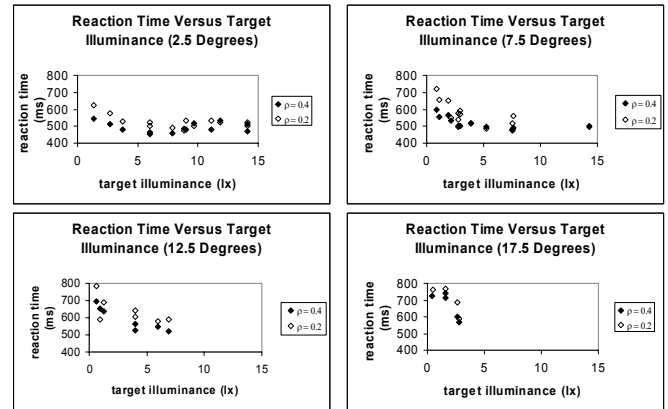 Reaction Time Versus Target
Illuminance (2.5 Degrees)
reaction time
(ms)
800
700
600
500
400
0 5 10 15
target illuminance (lx)
ρ = 0.4
ρ = 0.2
Reaction Time Versus Target
Illuminance (7.5 Degrees)
reaction time
(ms)
800
700
600
500
400
0 5 10 15
target illuminance (lx)
ρ = 0.4
ρ = 0.2
Reaction Time Versus Target
Illuminance (12.5 Degrees)
reaction time
(ms)
800
700
600
500
400
0 5 10 15
target illuminance (lx)
ρ = 0.4
ρ = 0.2
Reaction Time Versus Target
Illuminance (17.5 Degrees)
reaction time
(ms)
800
700
600
500
400
0 5 10 15
target illuminance (lx)
ρ = 0.4
ρ = 0.2